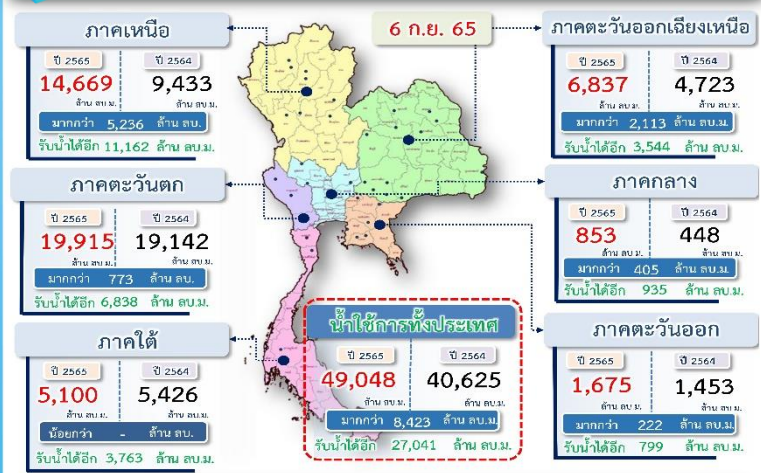 ภาคเหนือ
ปี 2565 ปี 2564
14,669 9,433
ล้าน ลบ.ม. ล้าน ลบ.ม.
มากกว่า 5,236 ล้าน ลบ.
รับน้ำได้อีก 11,162 ล้าน ลบ.ม.
6 ก.ย. 65
ภาคตะวันออกเฉียงเหนือ
ปี 2565 ปี 2564
6,837 4,723
ล้าน ลบ.ม. ล้าน ลบ.ม.
มากกว่า 2,113 ล้าน ลบ.ม.
รับน้ำได้อีก 3,544 ล้าน ลบ.ม.
ภาคตะวันตก
ปี 2565 ปี 2564
19,915 19,142
ล้าน ลบ.ม. ล้าน ลบ.ม.
มากกว่า 773 ล้าน ลบ.
รับน้ำได้อีก 6,838 ล้าน ลบ.ม.
ภาคกลาง
ปี 2565 ปี 2564
853 448
ล้าน ลบ.ม. ล้าน ลบ.ม.
มากกว่า 405 ล้าน ลบ.ม.
รับน้ำได้อีก 935 ล้าน ลบ.ม.
ภาคใต้
ปี 2565 ปี 2564
5,100 5,426
ล้าน ลบ.ม. ล้าน ลบ.ม.
น้อยกว่า - ล้าน ลบ.
รับน้ำได้อีก 3,763 ล้าน ลบ.ม.
น้ำใช้การทั้งประเทศ
ปี 2565 ปี 2564
49,048 40,625
ล้าน ลบ.ม. ล้าน ลบ.ม.
มากกว่า 8,423 ล้าน ลบ.ม.
รับน้ำได้อีก 27,041 ล้าน ลบ.ม.
ภาคตะวันออก
ปี 2565 ปี 2564
1,675 1,453
ล้าน ลบ.ม. ล้าน ลบ.ม.
มากกว่า 222 ล้าน ลบ.ม.
รับน้ำได้อีก 799 ล้าน ลบ.ม.